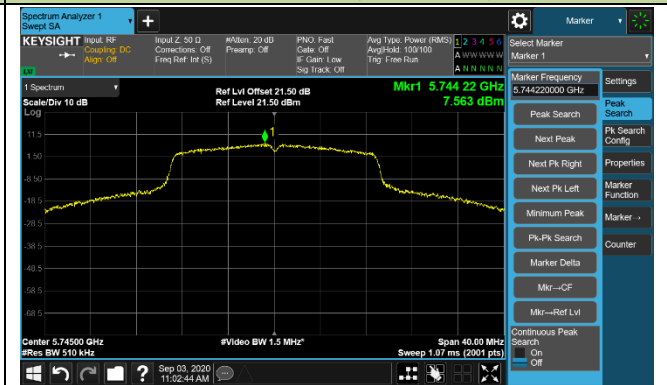 Spectrum Analyzer 1
Swept SA
Marker
KEYSIGHT
Input: RF
Coupling: DC
Align: Off
Input Z: 50 Ω
Corrections: Off
Freq Ref: Int (S)
#Atten: 20 dB
Preamp: Off
PNO: Fast
Gate: Off
IF Gain: Low
Sig Track: Off
Avg Type: Power (RMS)
Avg|Hold: 100/100
Trig: Free Run
1 2 3 4 5 6
A W W W W W
A N N N N N
LXI
Select Marker
Marker 1
1 Spectrum
Scale/Div 10 dB
Log
Ref Lvl Offset 21.50 dB
Ref Level 21.50 dBm
Mkr1 5.744 22 GHz
7.563 dBm
1
11.5
1.50
-8.50
-18.5
-28.5
-38.5
-48.5
-58.5
-68.5
Center 5.74500 GHz
#Res BW 510 kHz
#Video BW 1.5 MHz*
Span 40.00 MHz
Sweep 1.07 ms (2001 pts)
Marker Frequency
5.744220000 GHz
Peak Search
Next Peak
Next Pk Right
Next Pk Left
Minimum Peak
Pk-Pk Search
Marker Delta
Mkr→CF
Mkr→Ref Lvl
Continuous Peak
Search
On
Off
Settings
Peak
Search
Pk Search
Config
Properties
Marker
Function
Marker→
Counter
Sep 03, 2020
11:02:44 AM